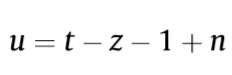 u = t − z − 1 + n